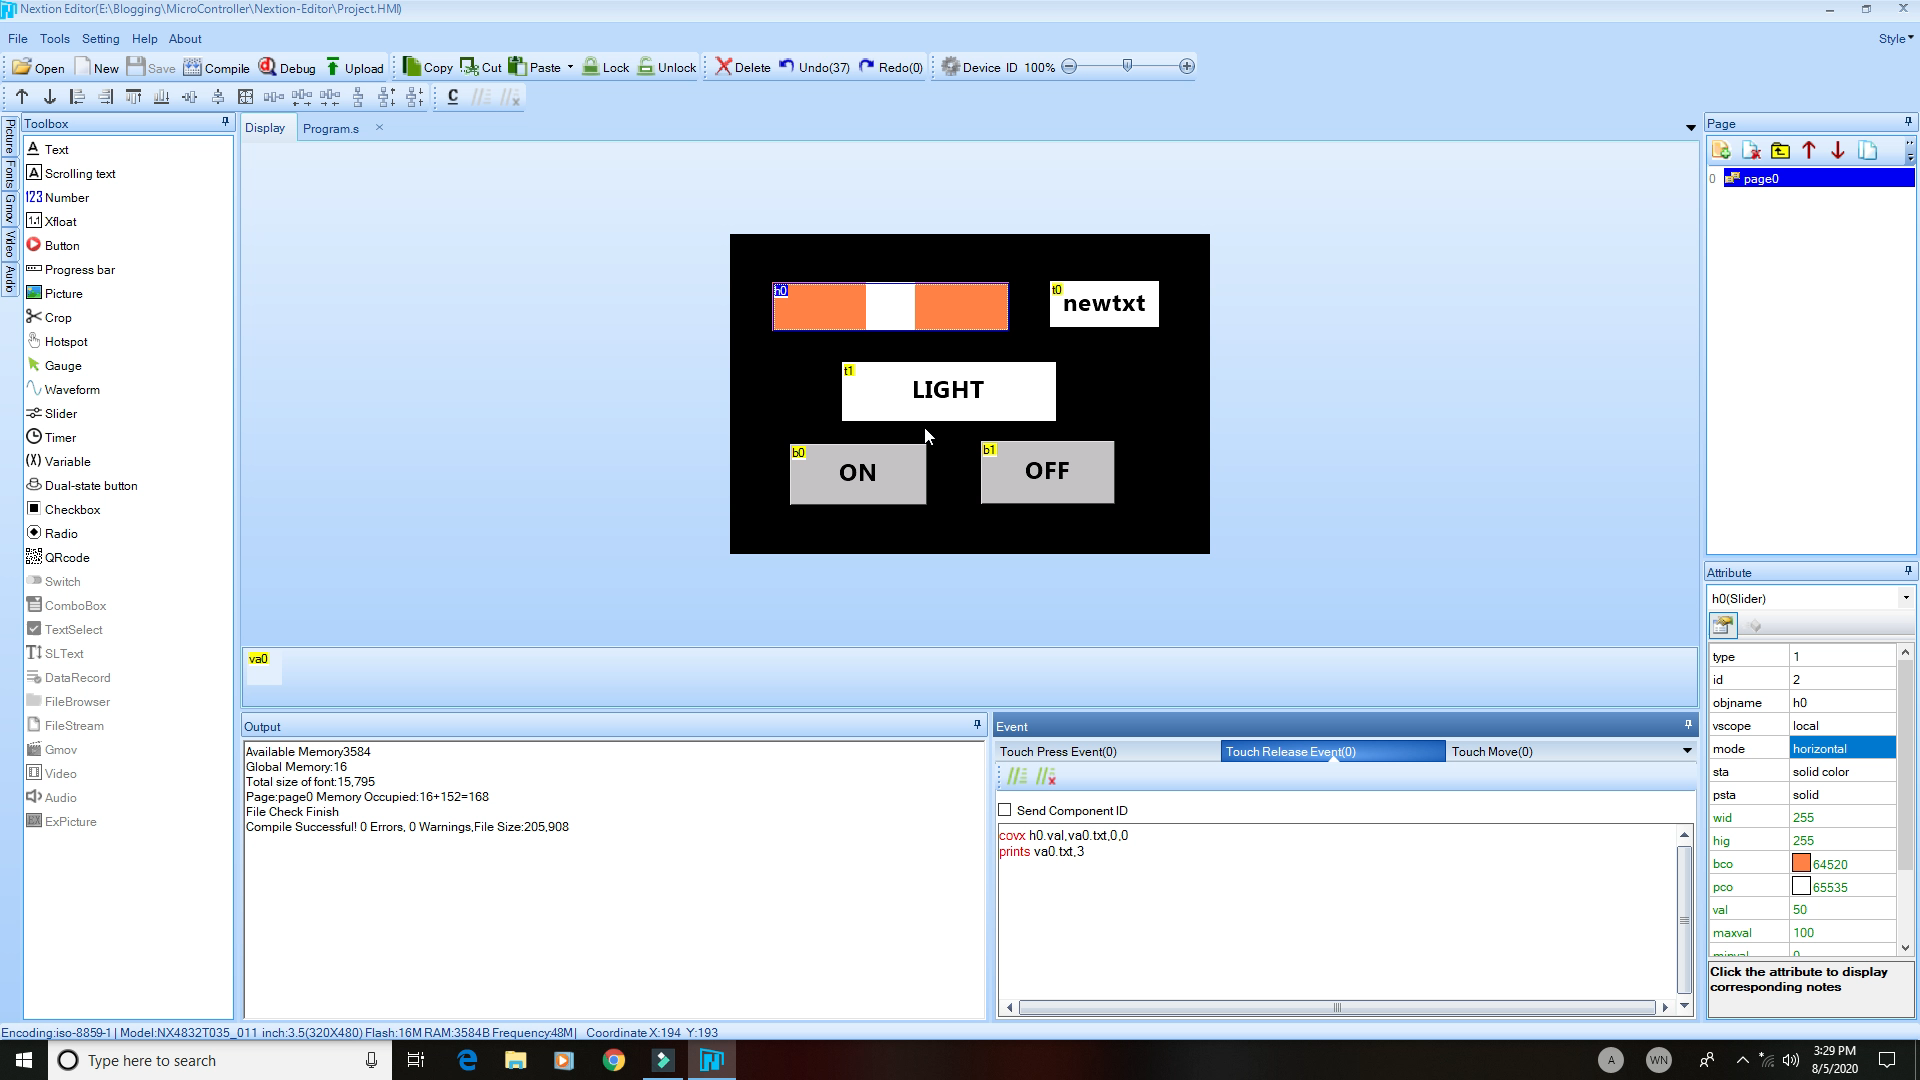 Nextion Editor(E:\Blogging\MicroController\Nextion-Editor\Project.HMI)
File Tools Setting Help About Style
Open New Save Compile Debug Upload Copy Cut Paste Lock Unlock Delete Undo(37) Redo(0) Device ID 100%
Picture
Fonts
Gmov
Video
Audio
Toolbox
Text
Scrolling text
123 Number
1.1 Xfloat
Button
Progress bar
Picture
Crop
Hotspot
Gauge
Waveform
Slider
Timer
(X) Variable
Dual-state button
Checkbox
Radio
QRcode
Switch
ComboBox
TextSelect
SLText
DataRecord
FileBrowser
FileStream
Gmov
Video
Audio
ExPicture
Display Program.s
h0
t0 newtxt
t1 LIGHT
b0 ON
b1 OFF
va0
Output
Available Memory3584
Global Memory:16
Total size of font:15,795
Page:page0 Memory Occupied:16+152=168
File Check Finish
Compile Successful! 0 Errors, 0 Warnings,File Size:205,908
Event
Touch Press Event(0) Touch Release Event(0) Touch Move(0)
Send Component ID
covx h0.val,va0.txt,0,0
prints va0.txt,3
Page
0 page0
Attribute
h0(Slider)
type 1
id 2
objname h0
vscope local
mode horizontal
sta solid color
psta solid
wid 255
hig 255
bco 64520
pco 65535
val 50
maxval 100
minval 0
Click the attribute to display
corresponding notes
Encoding:iso-8859-1 | Model:NX4832T035_011 inch:3.5(320X480) Flash:16M RAM:3584B Frequency:48M| Coordinate X:194 Y:193
Type here to search
A WN
3:29 PM
8/5/2020